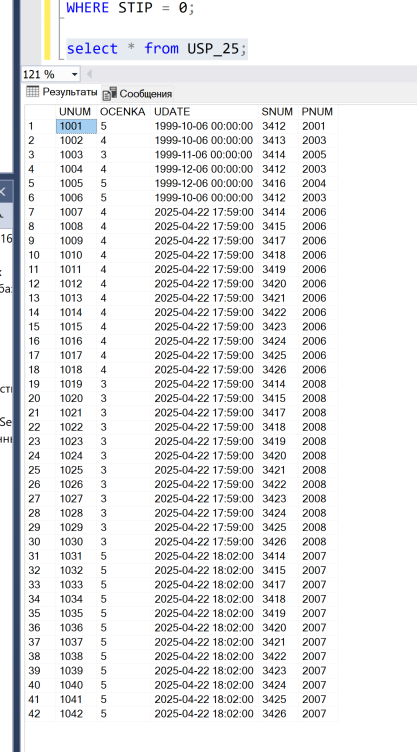 WHERE STIP = 0;
select * from USP_25;
121 %
Результаты Сообщения
UNUM OCENKA UDATE SNUM PNUM
1 1001 5 1999-10-06 00:00:00 3412 2001
2 1002 4 1999-10-06 00:00:00 3413 2003
3 1003 3 1999-11-06 00:00:00 3414 2005
4 1004 4 1999-12-06 00:00:00 3412 2003
5 1005 5 1999-12-06 00:00:00 3416 2004
6 1006 5 1999-10-06 00:00:00 3412 2003
7 1007 4 2025-04-22 17:59:00 3414 2006
8 1008 4 2025-04-22 17:59:00 3415 2006
9 1009 4 2025-04-22 17:59:00 3417 2006
10 1010 4 2025-04-22 17:59:00 3418 2006
11 1011 4 2025-04-22 17:59:00 3419 2006
12 1012 4 2025-04-22 17:59:00 3420 2006
13 1013 4 2025-04-22 17:59:00 3421 2006
14 1014 4 2025-04-22 17:59:00 3422 2006
15 1015 4 2025-04-22 17:59:00 3423 2006
16 1016 4 2025-04-22 17:59:00 3424 2006
17 1017 4 2025-04-22 17:59:00 3425 2006
18 1018 4 2025-04-22 17:59:00 3426 2006
19 1019 3 2025-04-22 17:59:00 3414 2008
20 1020 3 2025-04-22 17:59:00 3415 2008
21 1021 3 2025-04-22 17:59:00 3417 2008
22 1022 3 2025-04-22 17:59:00 3418 2008
23 1023 3 2025-04-22 17:59:00 3419 2008
24 1024 3 2025-04-22 17:59:00 3420 2008
25 1025 3 2025-04-22 17:59:00 3421 2008
26 1026 3 2025-04-22 17:59:00 3422 2008
27 1027 3 2025-04-22 17:59:00 3423 2008
28 1028 3 2025-04-22 17:59:00 3424 2008
29 1029 3 2025-04-22 17:59:00 3425 2008
30 1030 3 2025-04-22 17:59:00 3426 2008
31 1031 5 2025-04-22 18:02:00 3414 2007
32 1032 5 2025-04-22 18:02:00 3415 2007
33 1033 5 2025-04-22 18:02:00 3417 2007
34 1034 5 2025-04-22 18:02:00 3418 2007
35 1035 5 2025-04-22 18:02:00 3419 2007
36 1036 5 2025-04-22 18:02:00 3420 2007
37 1037 5 2025-04-22 18:02:00 3421 2007
38 1038 5 2025-04-22 18:02:00 3422 2007
39 1039 5 2025-04-22 18:02:00 3423 2007
40 1040 5 2025-04-22 18:02:00 3424 2007
41 1041 5 2025-04-22 18:02:00 3425 2007
42 1042 5 2025-04-22 18:02:00 3426 2007